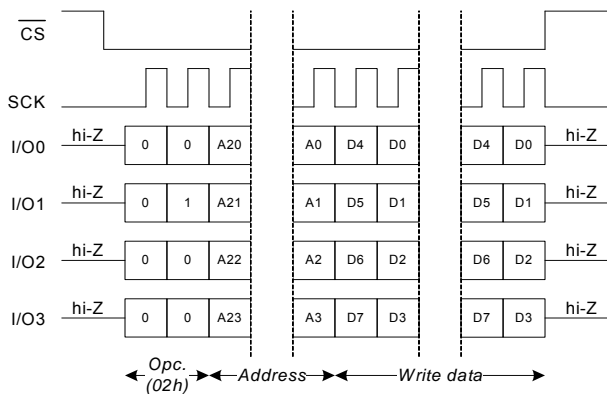 CS
SCK
I/O0 hi-Z 0 0 A20 A0 D4 D0 D4 D0 hi-Z
I/O1 hi-Z 0 1 A21 A1 D5 D1 D5 D1 hi-Z
I/O2 hi-Z 0 0 A22 A2 D6 D2 D6 D2 hi-Z
I/O3 hi-Z 0 0 A23 A3 D7 D3 D7 D3 hi-Z
Opc. Address Write data
(02h)